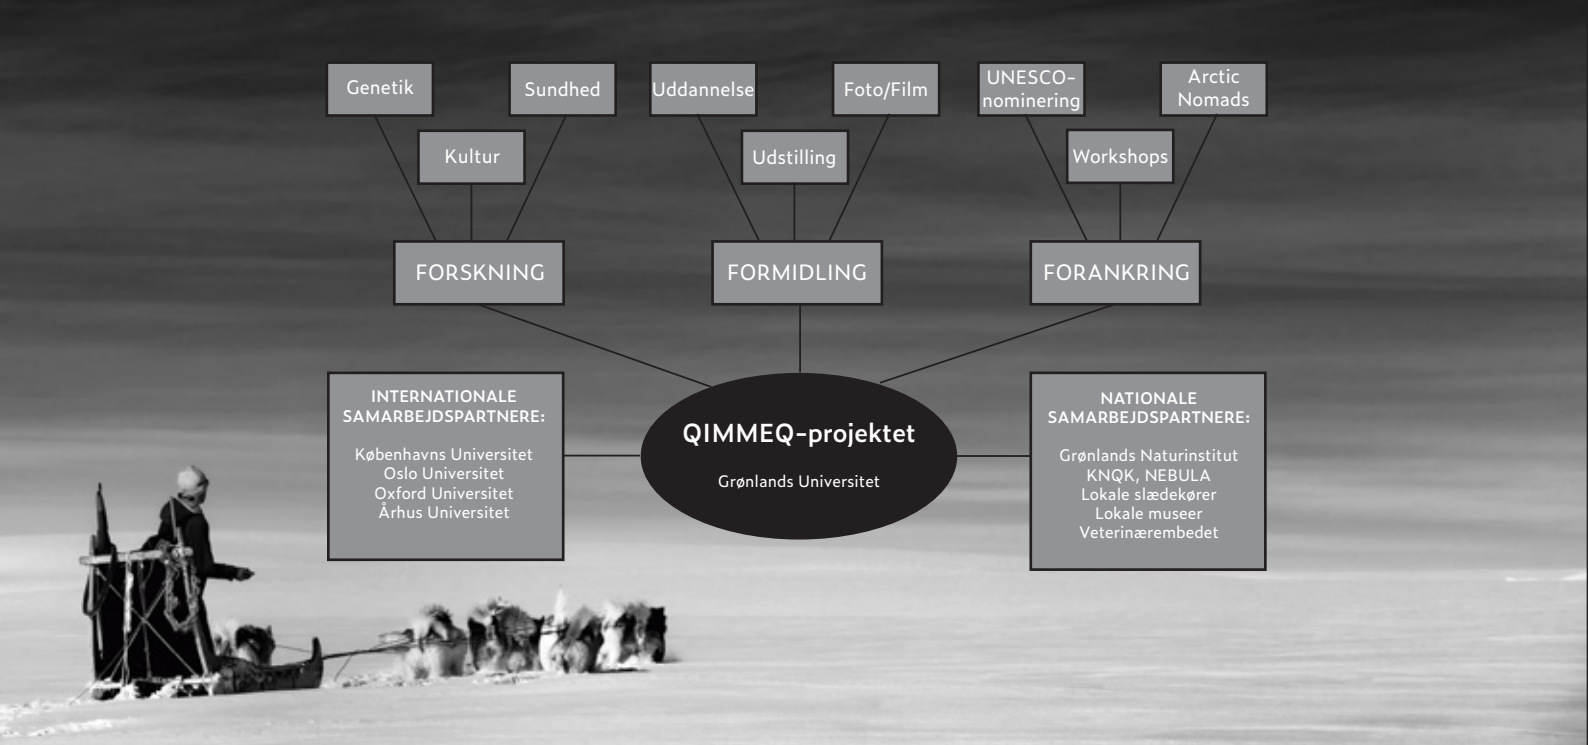 Genetik
Sundhed
Uddannelse
Foto/Film
UNESCO-
nominering
Arctic
Nomads
Kultur
Udstilling
Workshops
FORSKNING
FORMIDLING
FORANKRING
INTERNATIONALE
SAMARBEJDSPARTNERE:
Københavns Universitet
Oslo Universitet
Oxford Universitet
Århus Universitet
QIMMEQ-projektet
Grønlands Universitet
NATIONALE
SAMARBEJDSPARTNERE:
Grønlands Naturinstitut
KNQK, NEBULA
Lokale slædekører
Lokale museer
Veterinærembedet